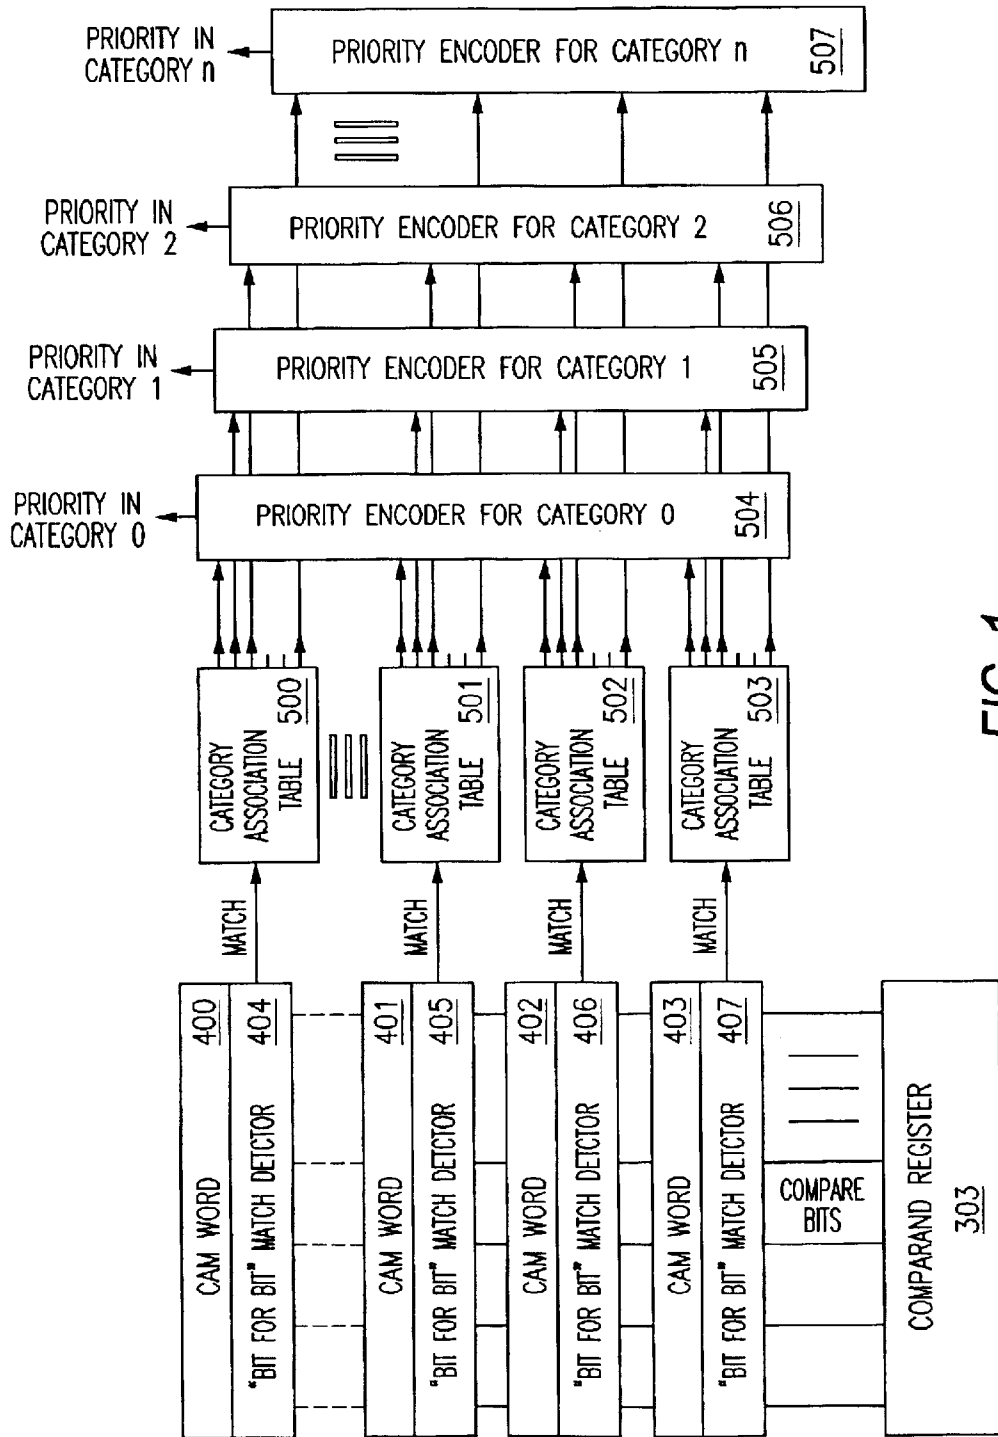 PRIORITY IN
CATEGORY n
PRIORITY ENCODER FOR CATEGORY n
507
PRIORITY IN
CATEGORY 2
PRIORITY ENCODER FOR CATEGORY 2
506
PRIORITY IN
CATEGORY 1
PRIORITY ENCODER FOR CATEGORY 1
505
PRIORITY IN
CATEGORY 0
PRIORITY ENCODER FOR CATEGORY 0
504
CATEGORY
ASSOCIATION
TABLE 500
CATEGORY
ASSOCIATION
TABLE 501
CATEGORY
ASSOCIATION
TABLE 502
CATEGORY
ASSOCIATION
TABLE 503
MATCH
MATCH
MATCH
MATCH
CAM WORD 400
"BIT FOR BIT" MATCH DETCTOR 404
CAM WORD 401
"BIT FOR BIT" MATCH DETCTOR 405
CAM WORD 402
"BIT FOR BIT" MATCH DETCTOR 406
CAM WORD 403
"BIT FOR BIT" MATCH DETCTOR 407
COMPARE
BITS
COMPARAND REGISTER
303
FIG. 1